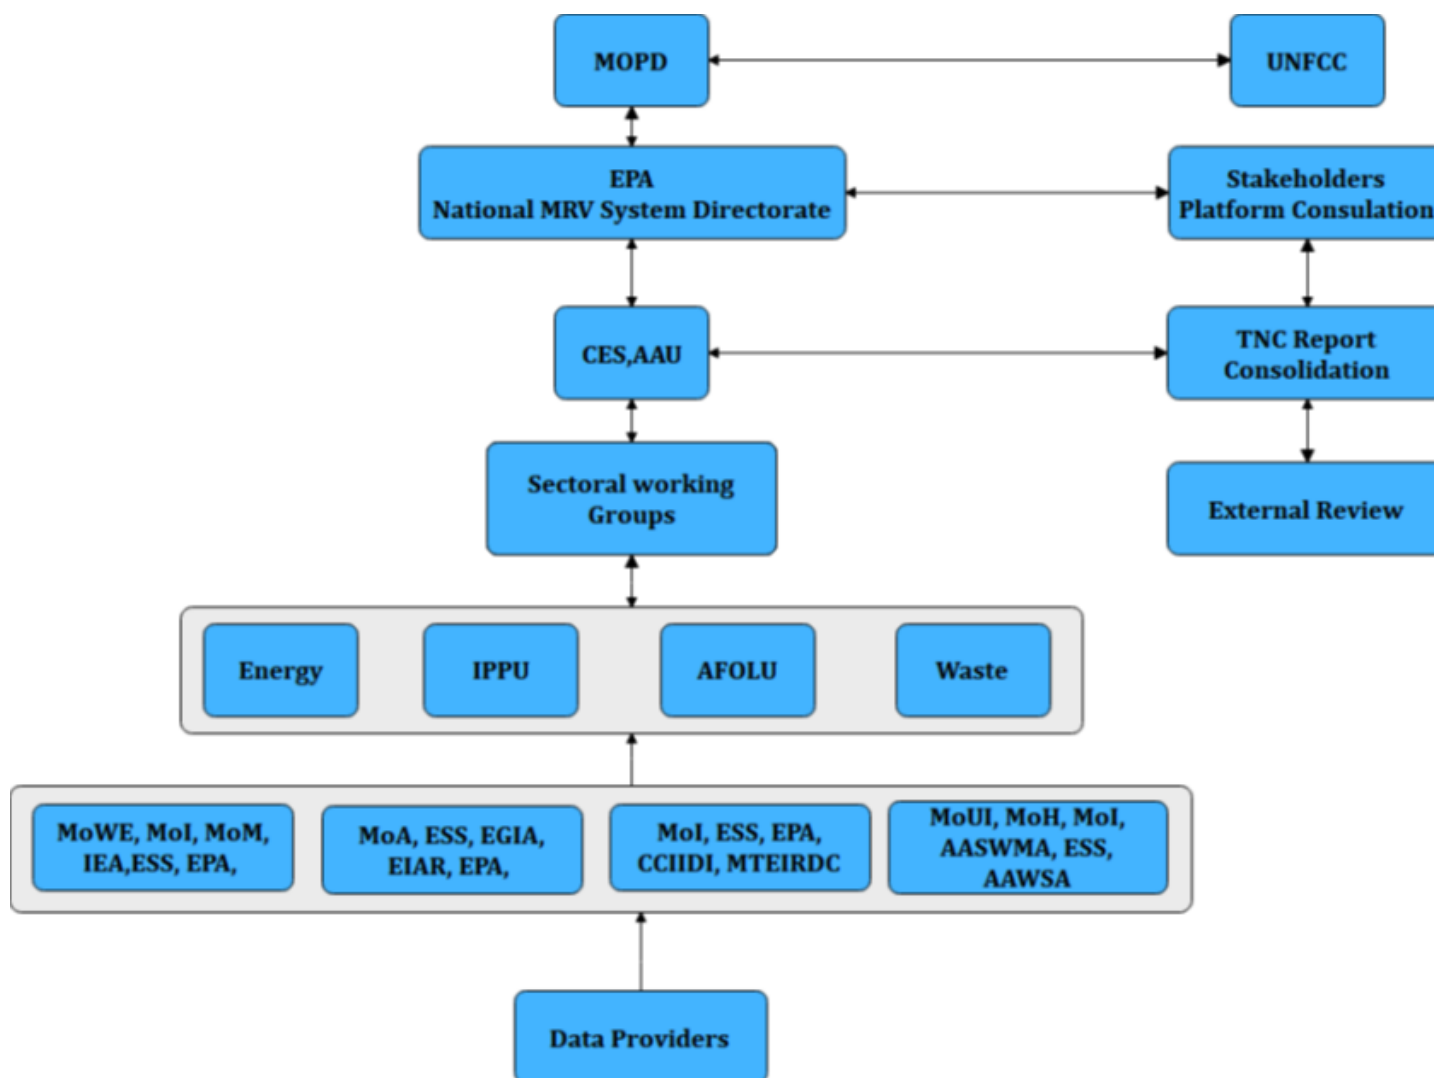 MOPD
UNFCC
EPA
National MRV System Directorate
Stakeholders
Platform Consulation
CES,AAU
TNC Report
Consolidation
Sectoral working
Groups
External Review
Energy
IPPU
AFOLU
Waste
MoWE, MoI, MoM,
IEA,ESS, EPA,
MoA, ESS, EGIA,
EIAR, EPA,
MoI, ESS, EPA,
CCIIDI, MTEIRDC
MoUI, MoH, MoI,
AASWMA, ESS,
AAWSA
Data Providers